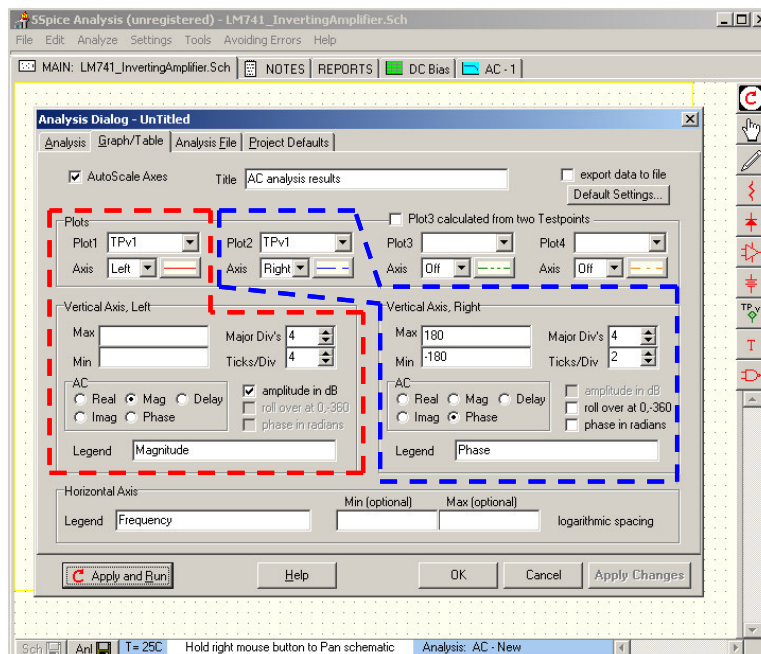 5Spice Analysis (unregistered) - LM741_InvertingAmplifier.Sch
File Edit Analyze Settings Tools Avoiding Errors Help
MAIN: LM741_InvertingAmplifier.Sch NOTES REPORTS DC Bias AC - 1
Analysis Dialog - UnTitled
Analysis Graph/Table Analysis File Project Defaults
AutoScale Axes Title AC analysis results export data to file
Default Settings...
Plots Plot3 calculated from two Testpoints
Plot1 TPv1 Plot2 TPv1 Plot3 Plot4
Axis Left Axis Right Axis Off Axis Off
Vertical Axis, Left Vertical Axis, Right
Max Major Div's 4 Max 180 Major Div's 4
Min Ticks/Div 4 Min -180 Ticks/Div 2
AC amplitude in dB AC amplitude in dB
Real Mag Delay roll over at 0,-360 Real Mag Delay roll over at 0,-360
Imag Phase phase in radians Imag Phase phase in radians
Legend Magnitude Legend Phase
Horizontal Axis
Min (optional) Max (optional)
Legend Frequency logarithmic spacing
Apply and Run Help OK Cancel Apply Changes
TP v
T
Sch Anl T= 25C Hold right mouse button to Pan schematic Analysis: AC - New